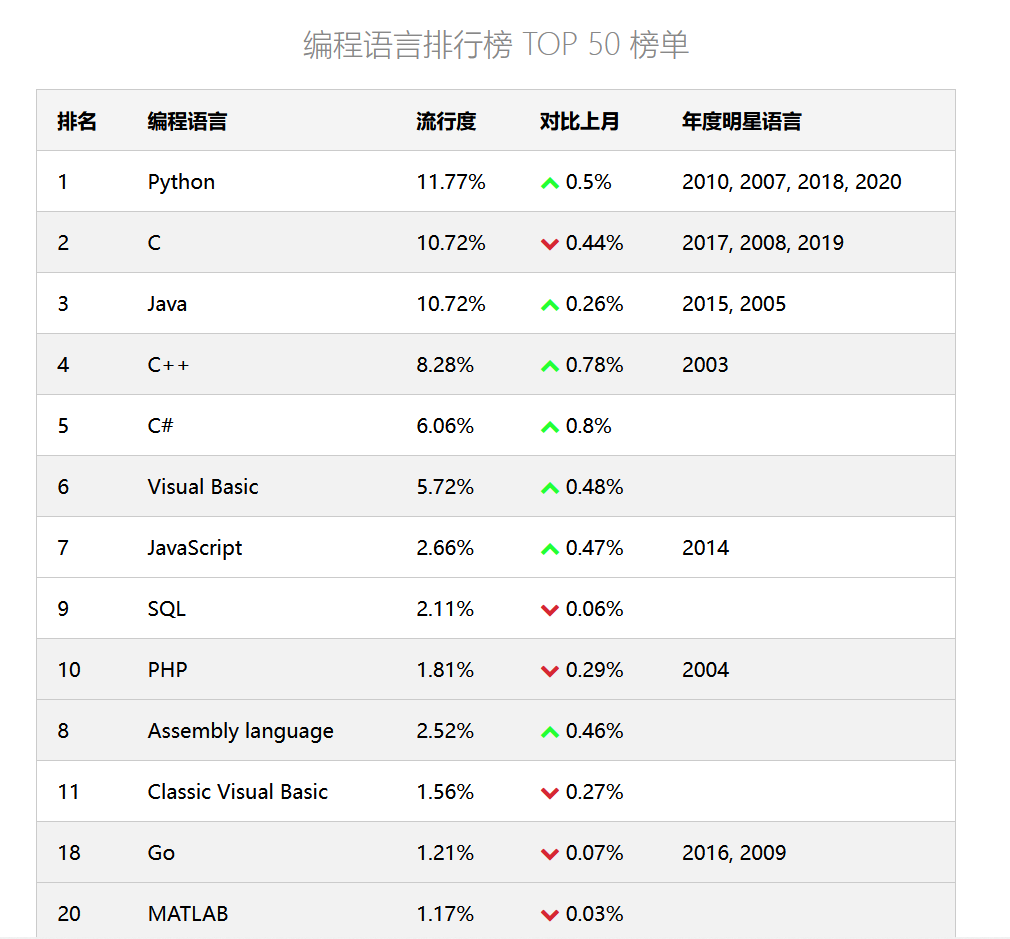 编程语言排行榜 TOP 50 榜单
排名 编程语言 流行度 对比上月 年度明星语言
1 Python 11.77% 0.5% 2010, 2007, 2018, 2020
2 C 10.72% 0.44% 2017, 2008, 2019
3 Java 10.72% 0.26% 2015, 2005
4 C++ 8.28% 0.78% 2003
5 C# 6.06% 0.8%
6 Visual Basic 5.72% 0.48%
7 JavaScript 2.66% 0.47% 2014
9 SQL 2.11% 0.06%
10 PHP 1.81% 0.29% 2004
8 Assembly language 2.52% 0.46%
11 Classic Visual Basic 1.56% 0.27%
18 Go 1.21% 0.07% 2016, 2009
20 MATLAB 1.17% 0.03%